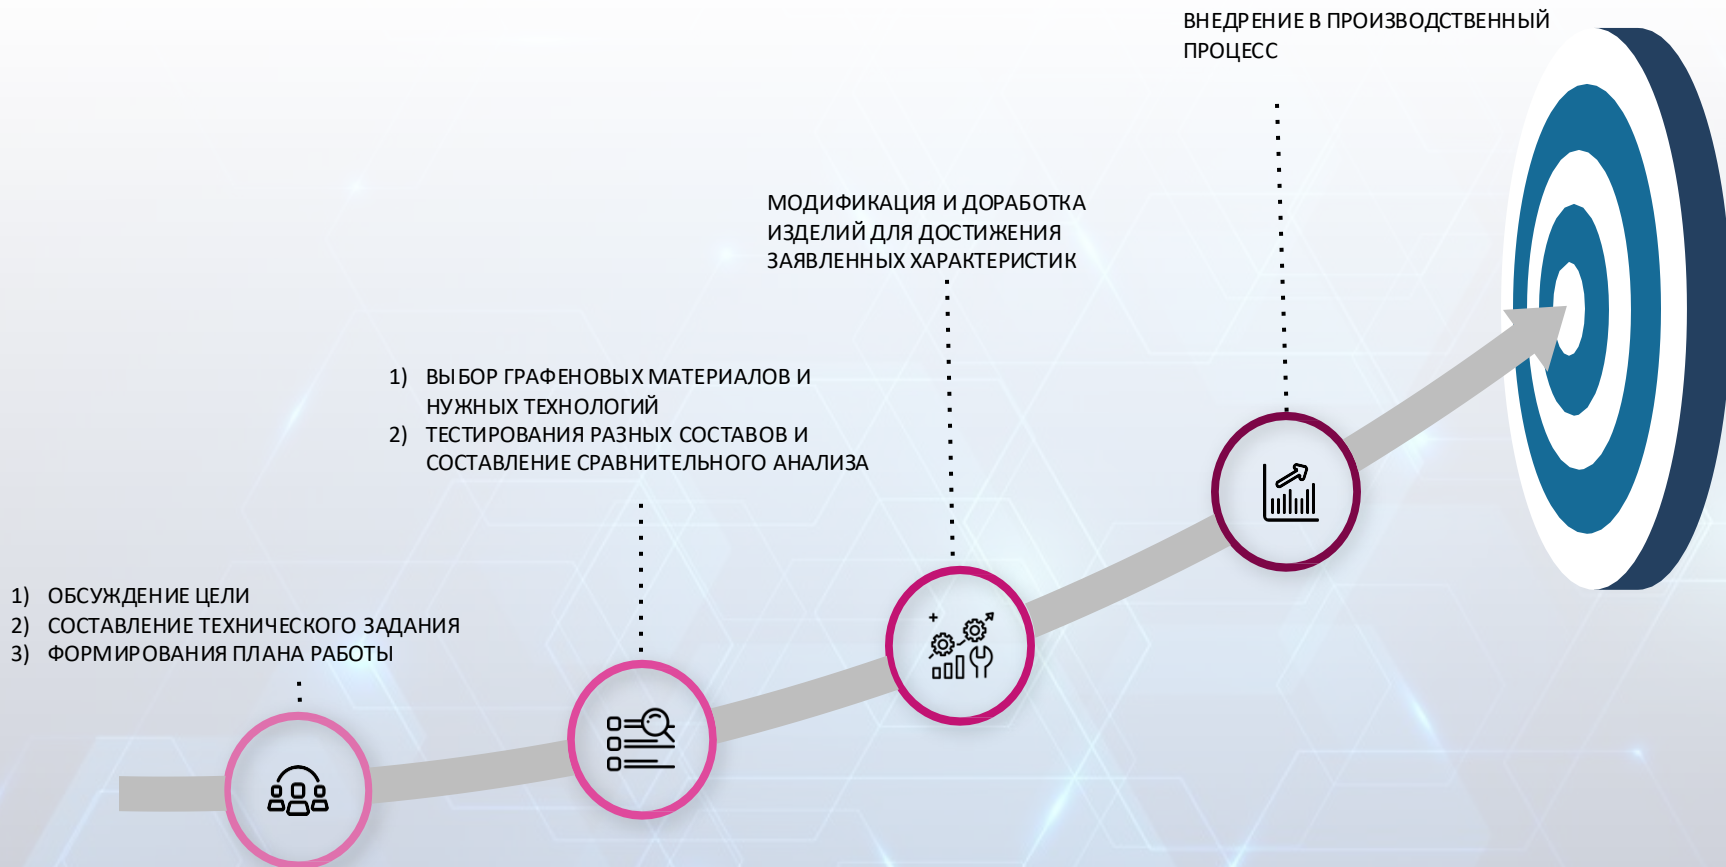 ВНЕДРЕНИЕ В ПРОИЗВОДСТВЕННЫЙ
ПРОЦЕСС
МОДИФИКАЦИЯ И ДОРАБОТКА
ИЗДЕЛИЙ ДЛЯ ДОСТИЖЕНИЯ
ЗАЯВЛЕННЫХ ХАРАКТЕРИСТИК
1) ВЫБОР ГРАФЕНОВЫХ МАТЕРИАЛОВ И
НУЖНЫХ ТЕХНОЛОГИЙ
2) ТЕСТИРОВАНИЯ РАЗНЫХ СОСТАВОВ И
СОСТАВЛЕНИЕ СРАВНИТЕЛЬНОГО АНАЛИЗА
1) ОБСУЖДЕНИЕ ЦЕЛИ
2) СОСТАВЛЕНИЕ ТЕХНИЧЕСКОГО ЗАДАНИЯ
3) ФОРМИРОВАНИЯ ПЛАНА РАБОТЫ